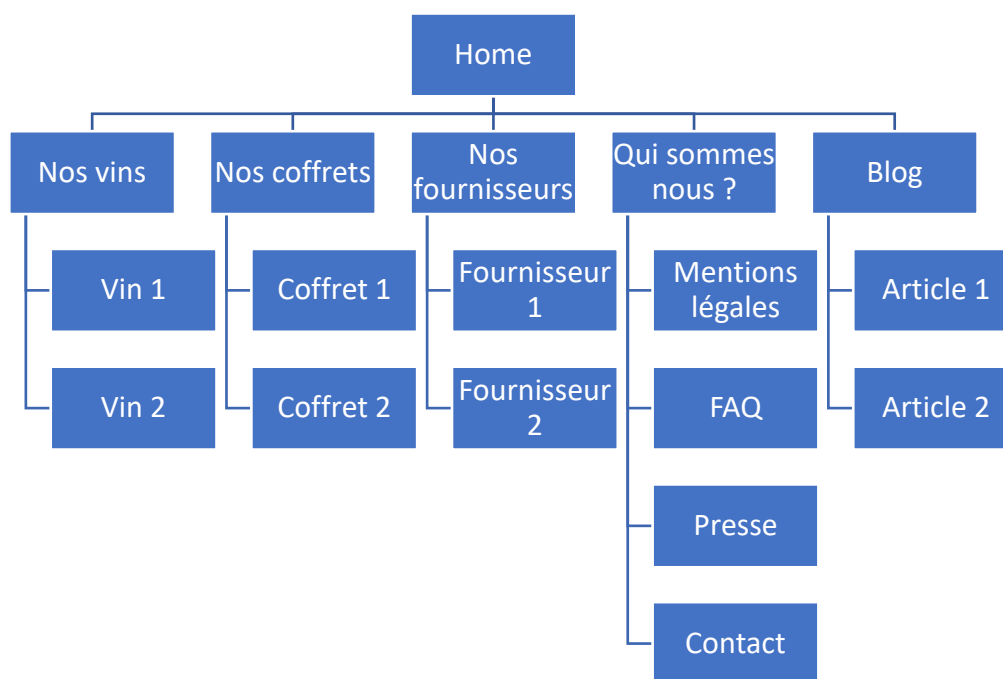 Home
Nos vins
Nos coffrets
Nos
fournisseurs
Qui sommes
nous ?
Blog
Vin 1
Coffret 1
Fournisseur
1
Mentions
légales
Article 1
Vin 2
Coffret 2
Fournisseur
2
FAQ
Article 2
Presse
Contact